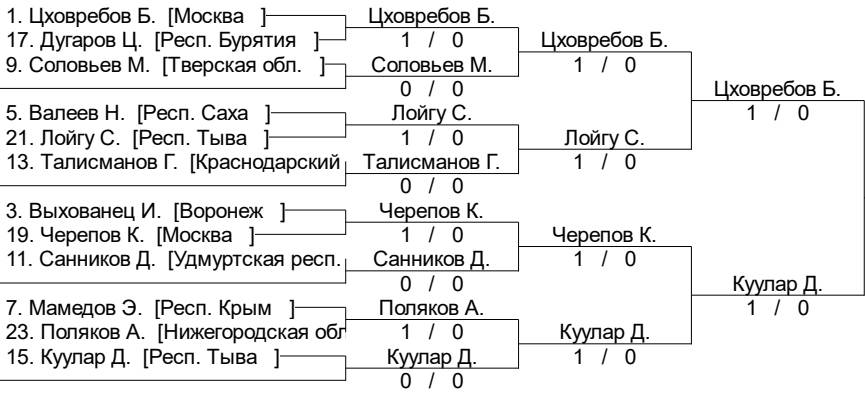 1. Цховребов Б. [Москва ]
Цховребов Б.
17. Дугаров Ц. [Респ. Бурятия ]
1 / 0
Цховребов Б.
9. Соловьев М. [Тверская обл. ]
Соловьев М.
1 / 0
0 / 0
Цховребов Б.
5. Валеев Н. [Респ. Саха ]
Лойгу С.
1 / 0
21. Лойгу С. [Респ. Тыва ]
1 / 0
Лойгу С.
13. Талисманов Г. [Краснодарский
Талисманов Г.
1 / 0
0 / 0
3. Выхованец И. [Воронеж ]
Черепов К.
19. Черепов К. [Москва ]
1 / 0
Черепов К.
11. Санников Д. [Удмуртская респ.
Санников Д.
1 / 0
0 / 0
Куулар Д.
7. Мамедов Э. [Респ. Крым ]
Поляков А.
1 / 0
23. Поляков А. [Нижегородская обл
1 / 0
Куулар Д.
15. Куулар Д. [Респ. Тыва ]
Куулар Д.
1 / 0
0 / 0